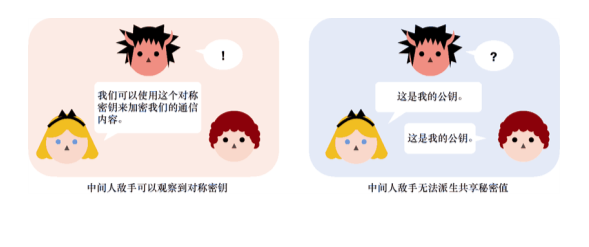 !
我们可以使用这个对称
密钥来加密我们的通信
内容。
中间人敌手可以观察到对称密钥
?
这是我的公钥。
这是我的公钥。
中间人敌手无法派生共享秘密值